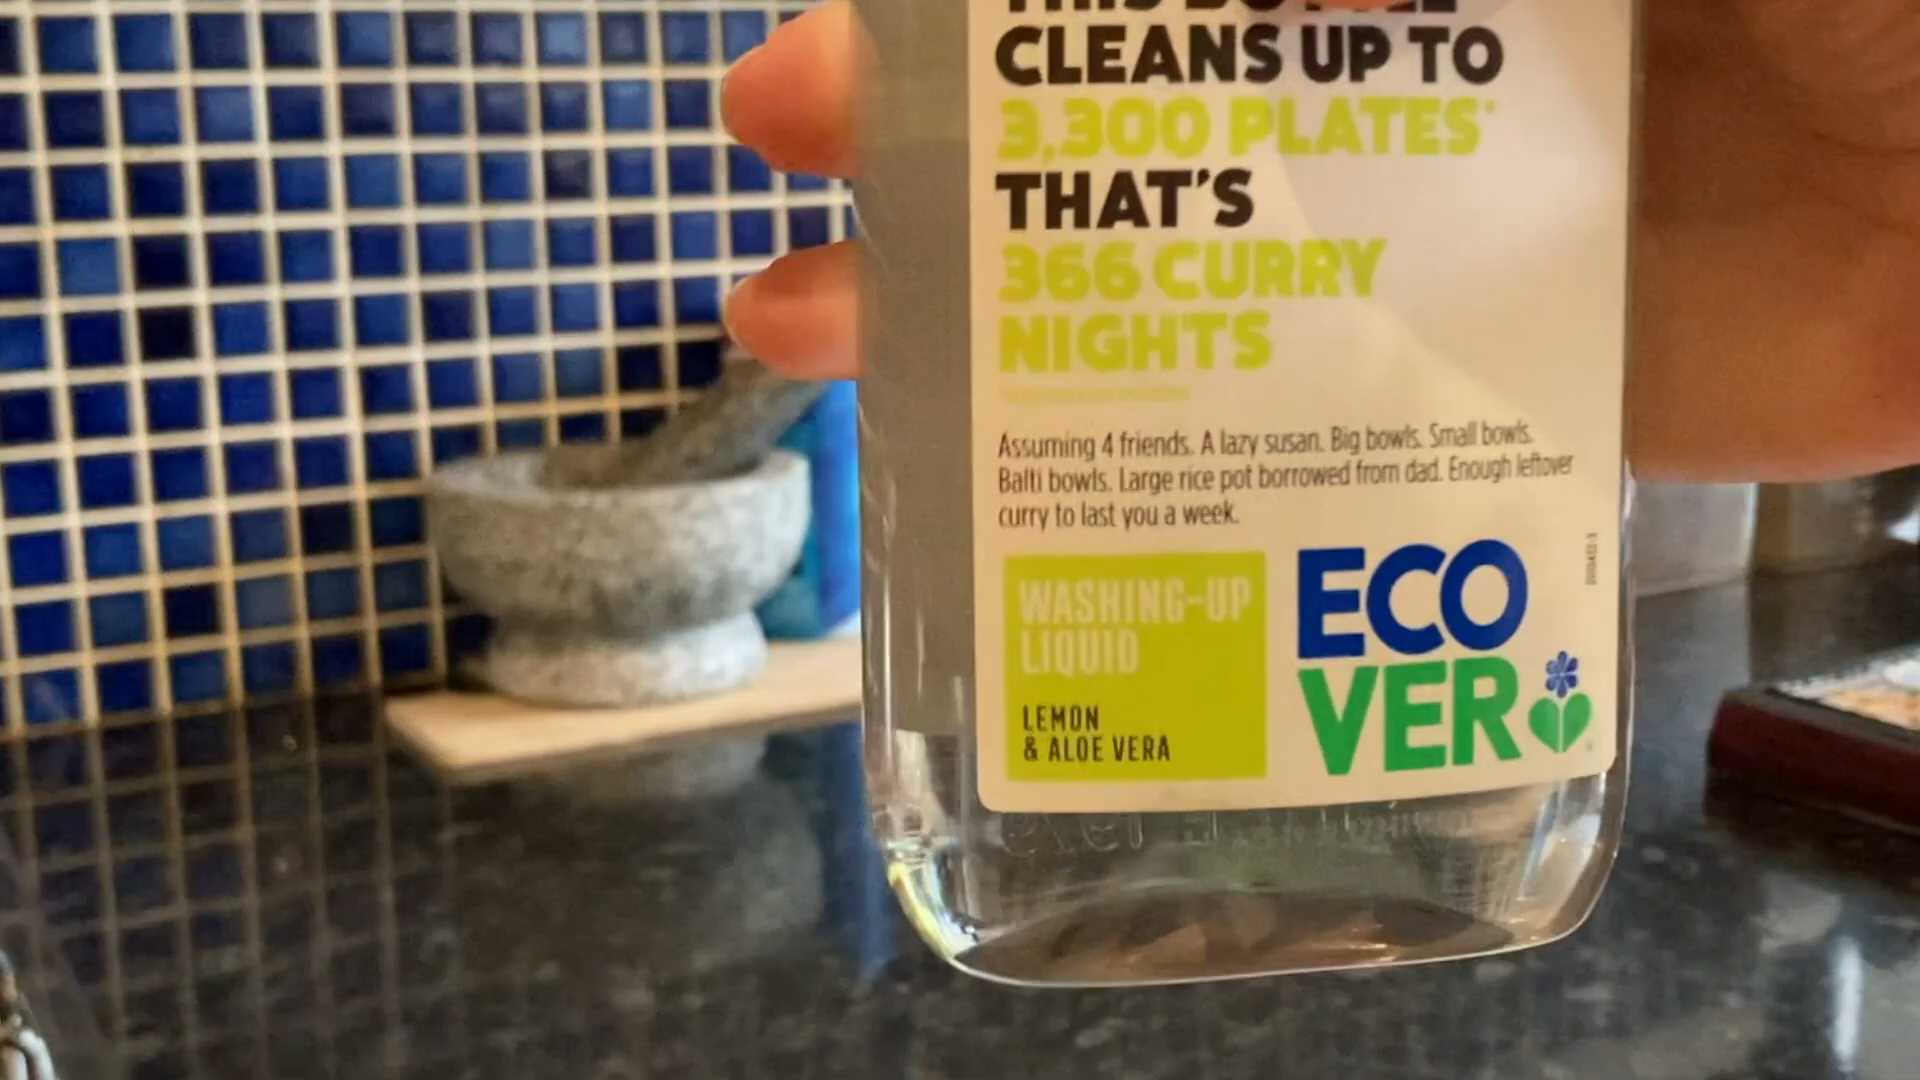 THIS BOTTLE
CLEANS UP TO
3,300 PLATES*
THAT'S
366 CURRY
NIGHTS
Assuming 4 friends. A lazy susan. Big bowls. Small bowls.
Balti bowls. Large rice pot borrowed from dad. Enough leftover
curry to last you a week.
WASHING-UP
LIQUID
LEMON
& ALOE VERA
ECO
VER